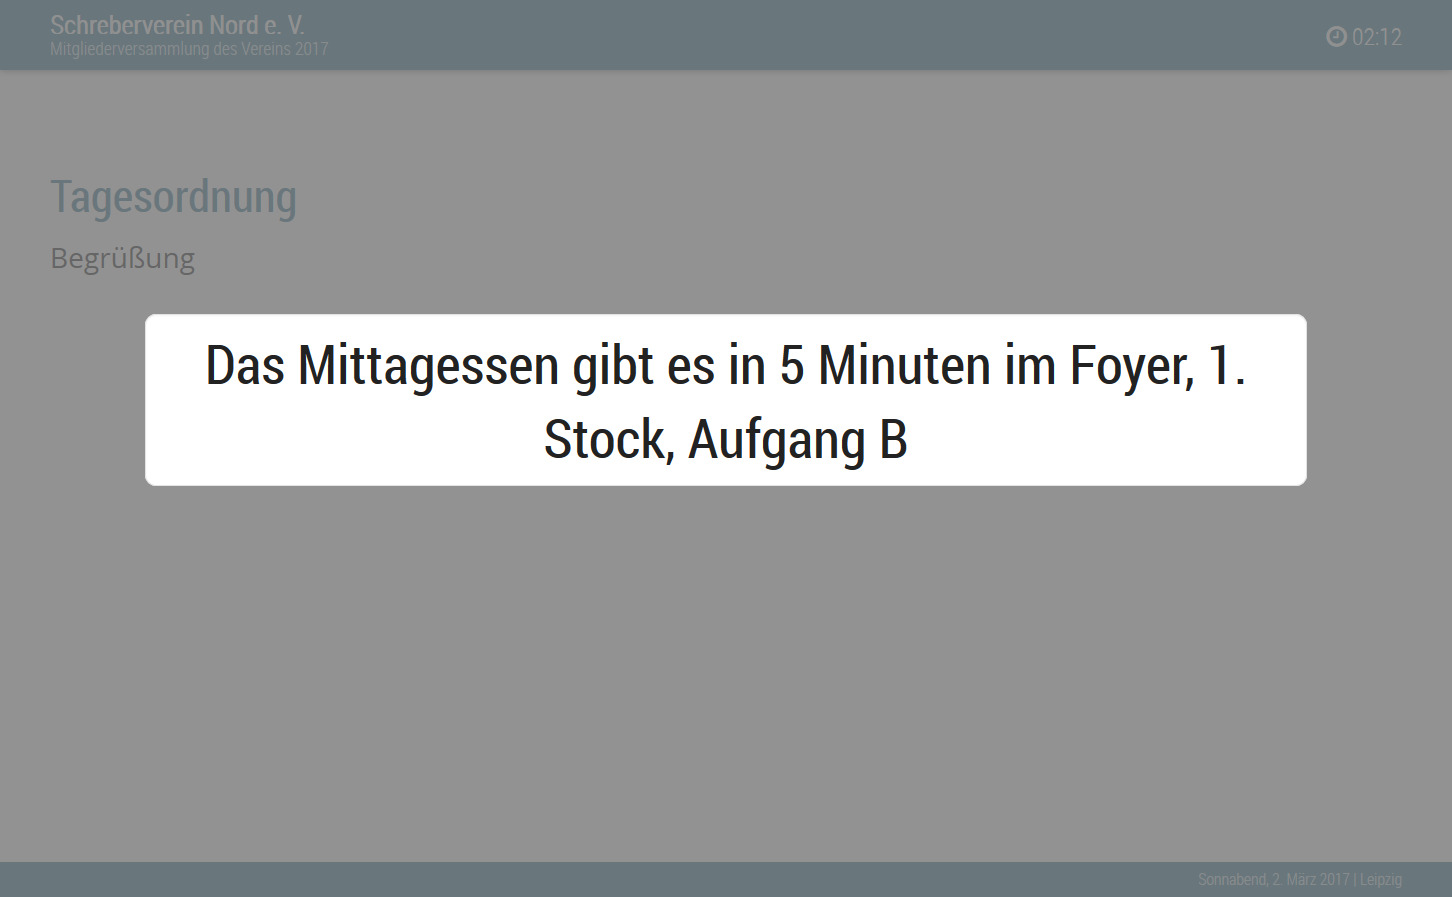 Schreberverein Nord e. V.
Mitgliederversammlung des Vereins 2017
02:12
Tagesordnung
Begrüßung
Das Mittagessen gibt es in 5 Minuten im Foyer, 1.
Stock, Aufgang B
Sonnabend, 2. März 2017 | Leipzig